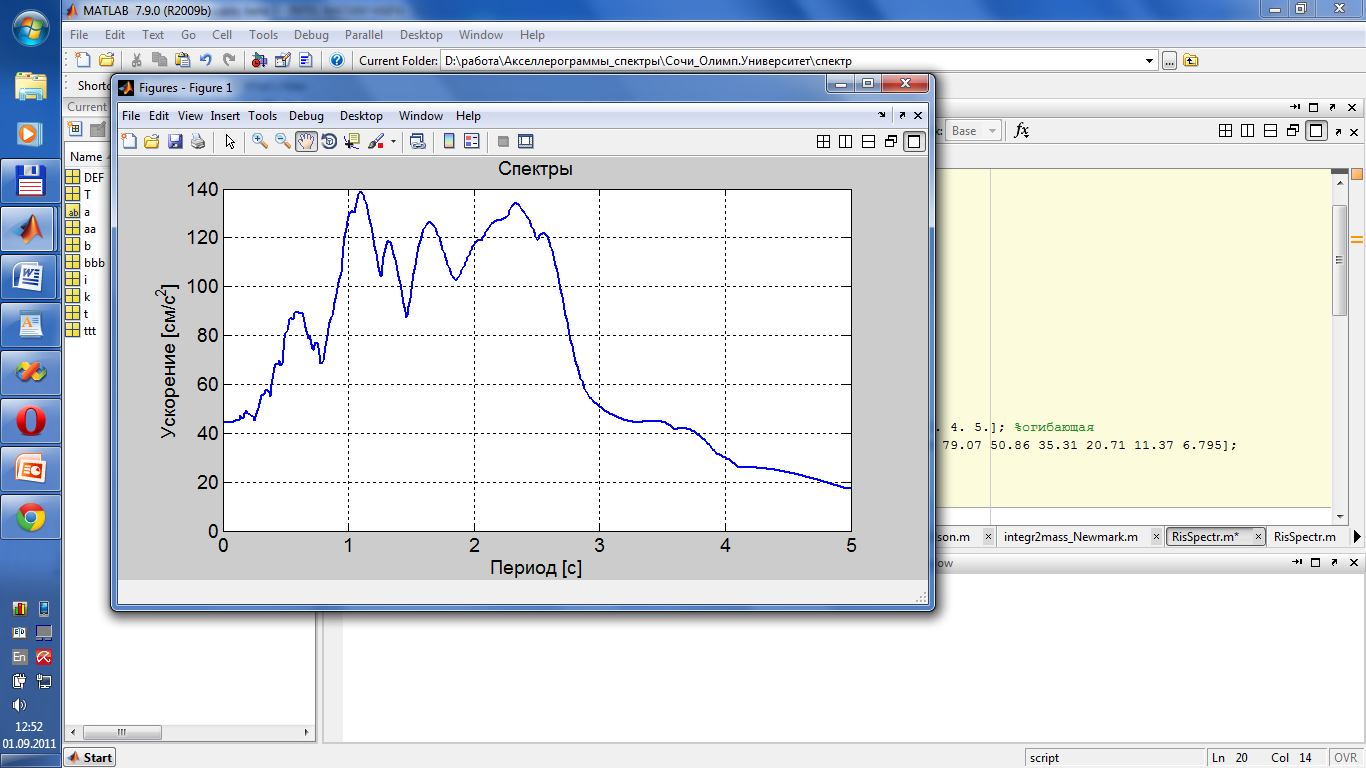 MATLAB 7.9.0 (R2009b)
File Edit Text Go Cell Tools Debug Parallel Desktop Window Help
Current Folder: D:\работа\Акселлерограммы_спектры\Сочи_Олимп.Университет\спектр
Shortc
Figures - Figure 1
Current
File Edit View Insert Tools Debug Desktop Window Help
Base
fx
Name
DEF
T
a
aa
b
bbb
i
k
t
ttt
Спектры
Ускорение [см/с2]
140
120
100
80
60
40
20
0
0 1 2 3 4 5
Период [с]
4. 5.]; %огибающая
79.07 50.86 35.31 20.71 11.37 6.795];
son.m integr2mass_Newmark.m RisSpectr.m* RisSpectr.m
ow
En
12:52
01.09.2011
Start
script
Ln 20 Col 14 OVR